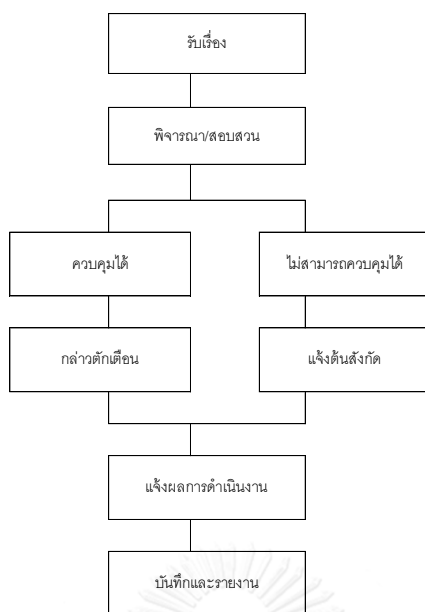 รับเรื่อง
พิจารณา/สอบสวน
ควบคุมได้
ไม่สามารถควบคุมได้
กล่าวตักเตือน
แจ้งต้นสังกัด
แจ้งผลการดำเนินงาน
บันทึกและรายงาน